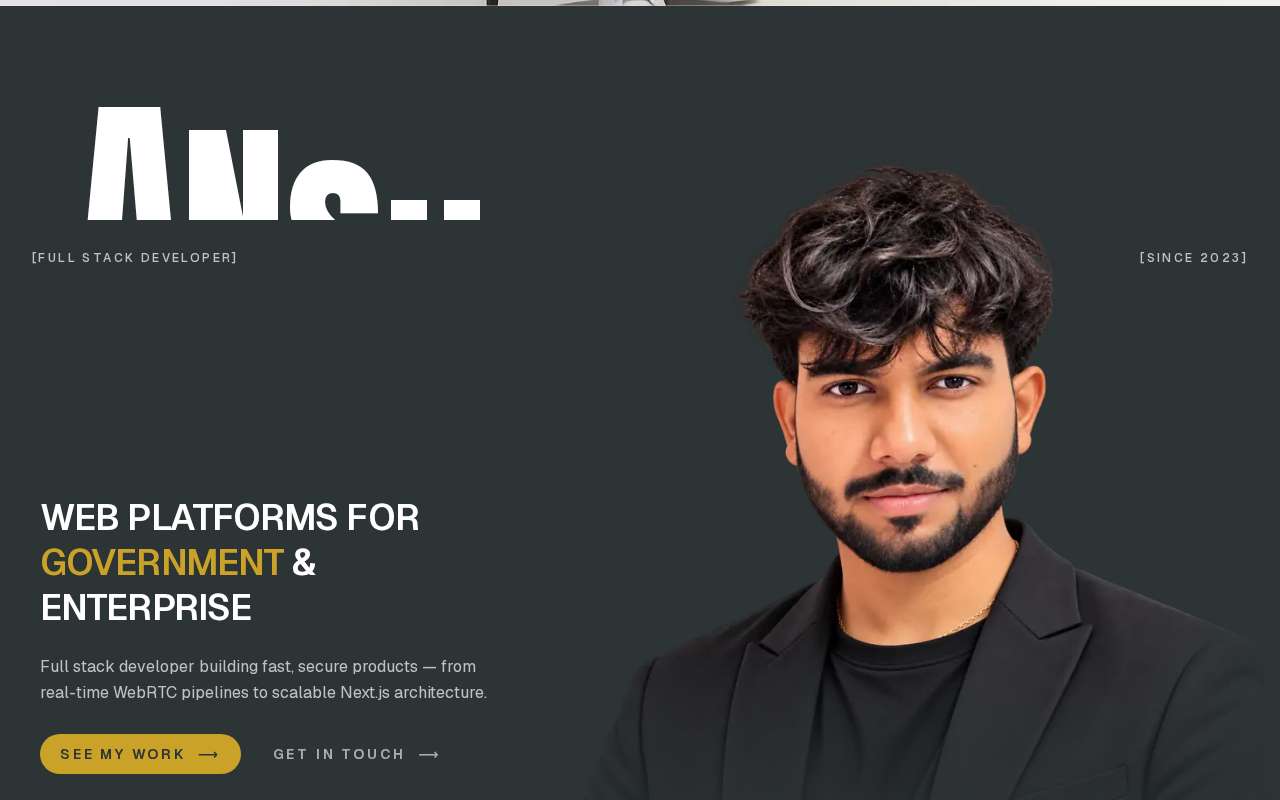 [FULL STACK DEVELOPER]
[SINCE 2023]
WEB PLATFORMS FOR
GOVERNMENT &
ENTERPRISE
Full stack developer building fast, secure products — from
real-time WebRTC pipelines to scalable Next.js architecture.
SEE MY WORK ⟶
GET IN TOUCH ⟶